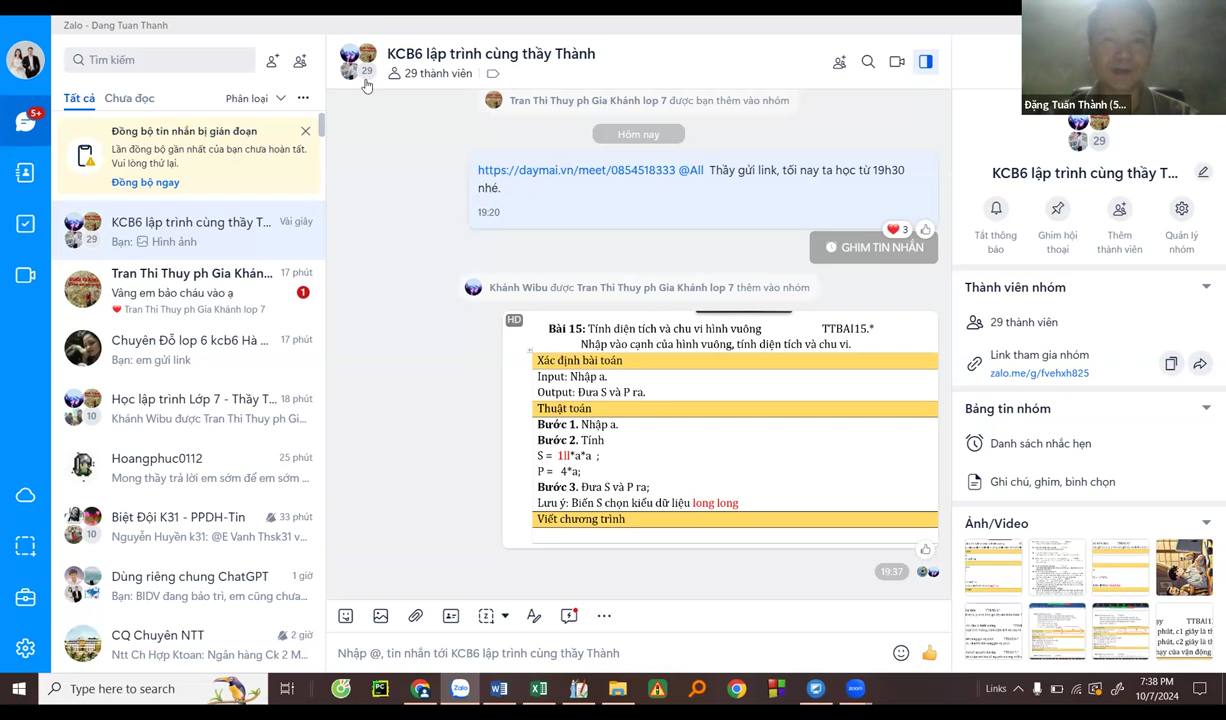 Zalo - Dang Tuan Thanh
Tìm kiếm
Tất cả
Chưa đọc
Phân loại
5+
Đồng bộ tin nhắn bị gián đoạn
Lần đồng bộ gần nhất của bạn chưa hoàn tất.
Vui lòng thử lại.
Đồng bộ ngay
KCB6 lập trình cùng thầy T...
Vài giây
29
Bạn: Hình ảnh
Tran Thi Thuy ph Gia Khán...
17 phút
Vâng em bảo cháu vào ạ
1
Tran Thi Thuy ph Gia Khánh lop 7
Chuyên Đỗ lop 6 kcb6 Hà ...
17 phút
Bạn: em gửi link
Học lập trình Lớp 7 - Thầy T...
18 phút
10
Khánh Wibu được Tran Thi Thuy ph Gi...
Hoangphuc0112
25 phút
Mong thầy trả lời em sớm để em sớm ...
Biệt Đội K31 - PPDH-Tin
33 phút
10
Nguyễn Huyền k31: @E Vanh Thsk31 v...
Dùng riêng chung ChatGPT
1 giờ
Bạn: BIDV đang bảo trì, em cũng chưa...
CQ Chuyên NTT
2 giờ
Ntt Ch Hợp Ktoan: Ngân hàng CK 2 M...
KCB6 lập trình cùng thầy Thành
29
29 thành viên
Tran Thi Thuy ph Gia Khánh lop 7 được bạn thêm vào nhóm
Hôm nay
https://daymai.vn/meet/0854518333 @All Thầy gửi link, tối nay ta học từ 19h30
nhé.
19:20
3
GHIM TIN NHẮN
Khánh Wibu được Tran Thi Thuy ph Gia Khánh lop 7 thêm vào nhóm
HD
Bài 15: Tính diện tích và chu vi hình vuông TTBAI15.*
Nhập vào cạnh của hình vuông, tính diện tích và chu vi.
Xác định bài toán
Input: Nhập a.
Output: Đưa S và P ra.
Thuật toán
Bước 1. Nhập a.
Bước 2. Tính
S = 1ll*a*a ;
P = 4*a;
Bước 3. Đưa S và P ra;
Lưu ý: Biến S chọn kiểu dữ liệu long long
Viết chương trình
19:37
Nhập @, tin nhắn tới KCB6 lập trình cùng thầy Thành
Đặng Tuấn Thành (5...
29
KCB6 lập trình cùng thầy T...
Tắt thông
báo
Ghim hội
thoại
Thêm
thành viên
Quản lý
nhóm
Thành viên nhóm
29 thành viên
Link tham gia nhóm
zalo.me/g/fvehxh825
Bảng tin nhóm
Danh sách nhắc hẹn
Ghi chú, ghim, bình chọn
Ảnh/Video
Type here to search
Links
7:38 PM
10/7/2024